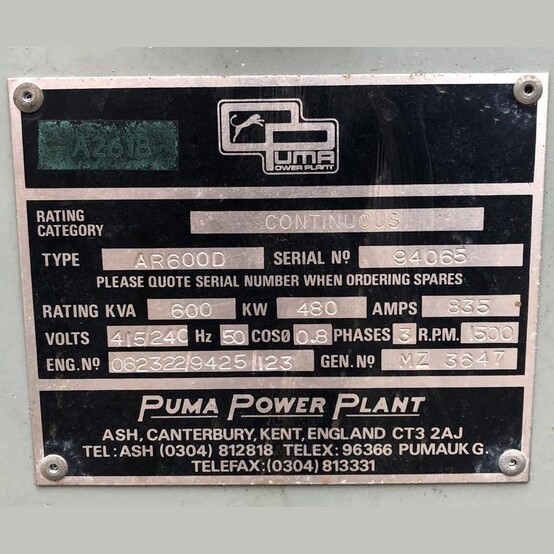 A2618
PUMA
POWER PLANT
RATING CATEGORY CONTINUOUS
TYPE AR600D SERIAL Nº 94065
PLEASE QUOTE SERIAL NUMBER WHEN ORDERING SPARES
RATING KVA 600 KW 480 AMPS 835
VOLTS 415/240 Hz 50 COSØ 0.8 PHASES 3 R.P.M. 1500
ENG.Nº 062322/9425/123 GEN.Nº MZ 3647
PUMA POWER PLANT
ASH, CANTERBURY, KENT, ENGLAND CT3 2AJ
TEL:ASH (0304) 812818 TELEX: 96366 PUMAUK G.
TELEFAX:(0304) 813331